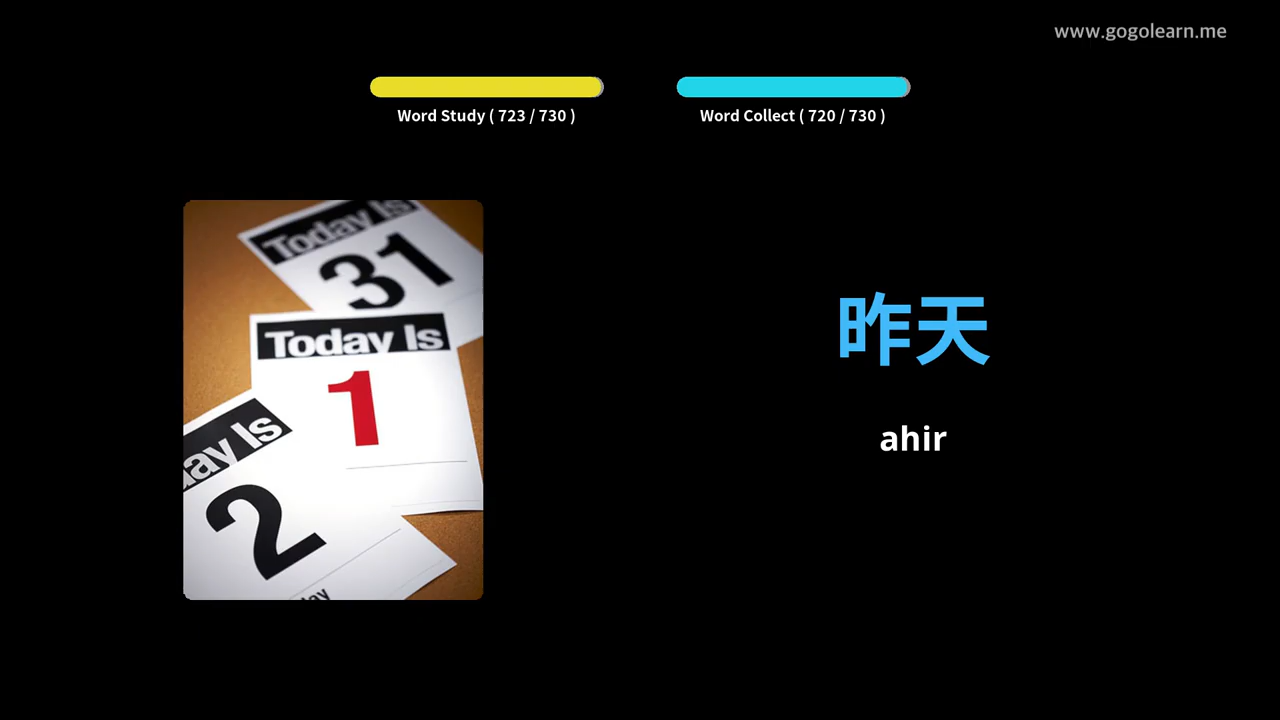 www.gogolearn.me
Word Study ( 723 / 730 )
Word Collect ( 720 / 730 )
Today Is
31
Today Is
1
ay Is
2
昨天
ahir